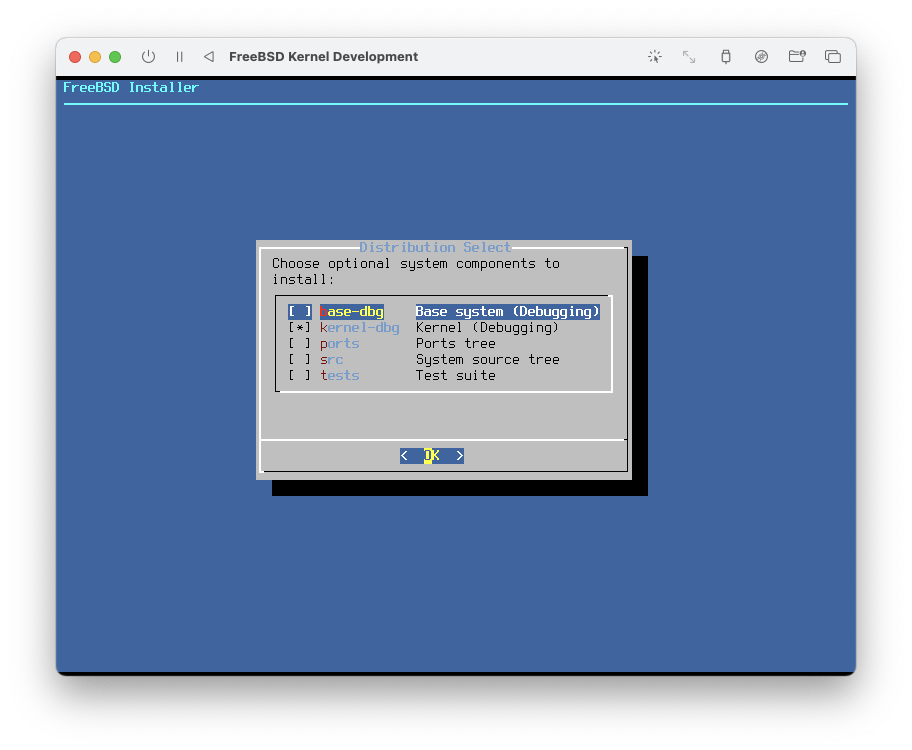 FreeBSD Kernel Development
FreeBSD Installer
Distribution Select
Choose optional system components to
install:
[ ] base-dbg Base system (Debugging)
[*] kernel-dbg Kernel (Debugging)
[ ] ports Ports tree
[ ] src System source tree
[ ] tests Test suite
< OK >